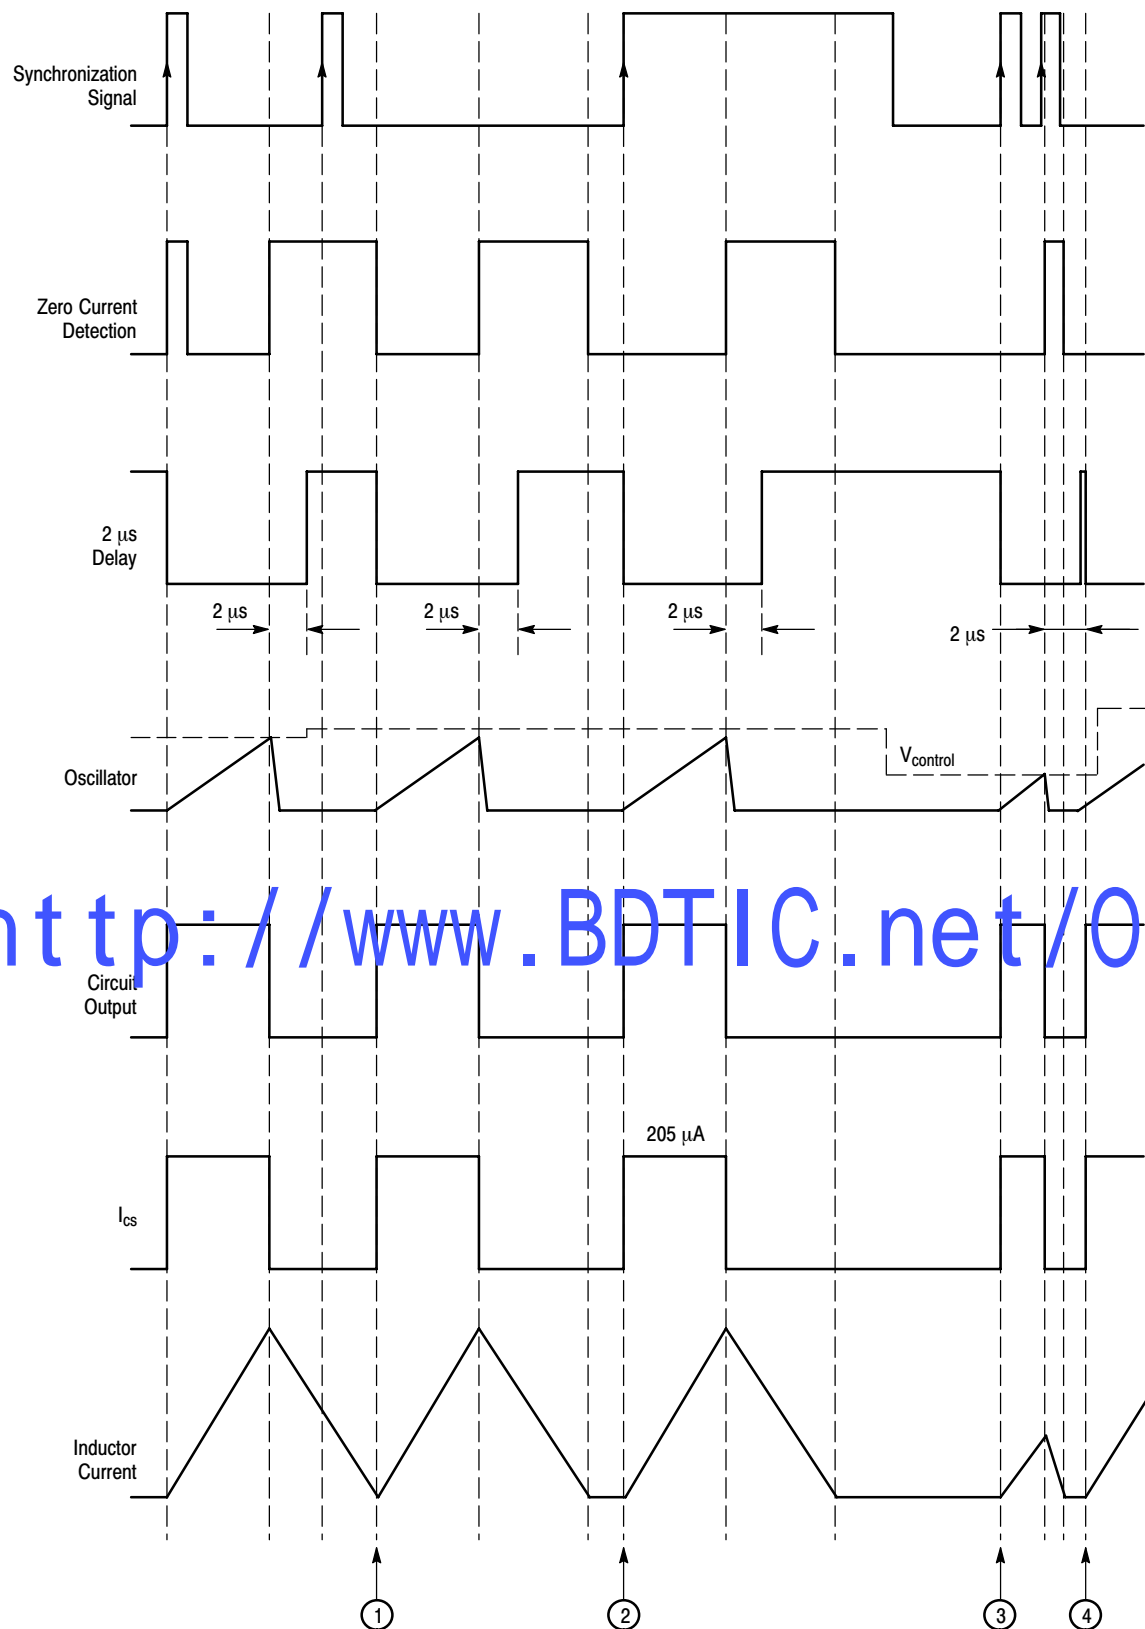 Synchronization
Signal
Zero Current
Detection
2 μs
Delay
2 μs
2 μs
2 μs
2 μs
Vcontrol
Oscillator
http://www.BDTIC.net/O
Circuit
Output
205 μA
Ics
Inductor
Current
1
2
3
4